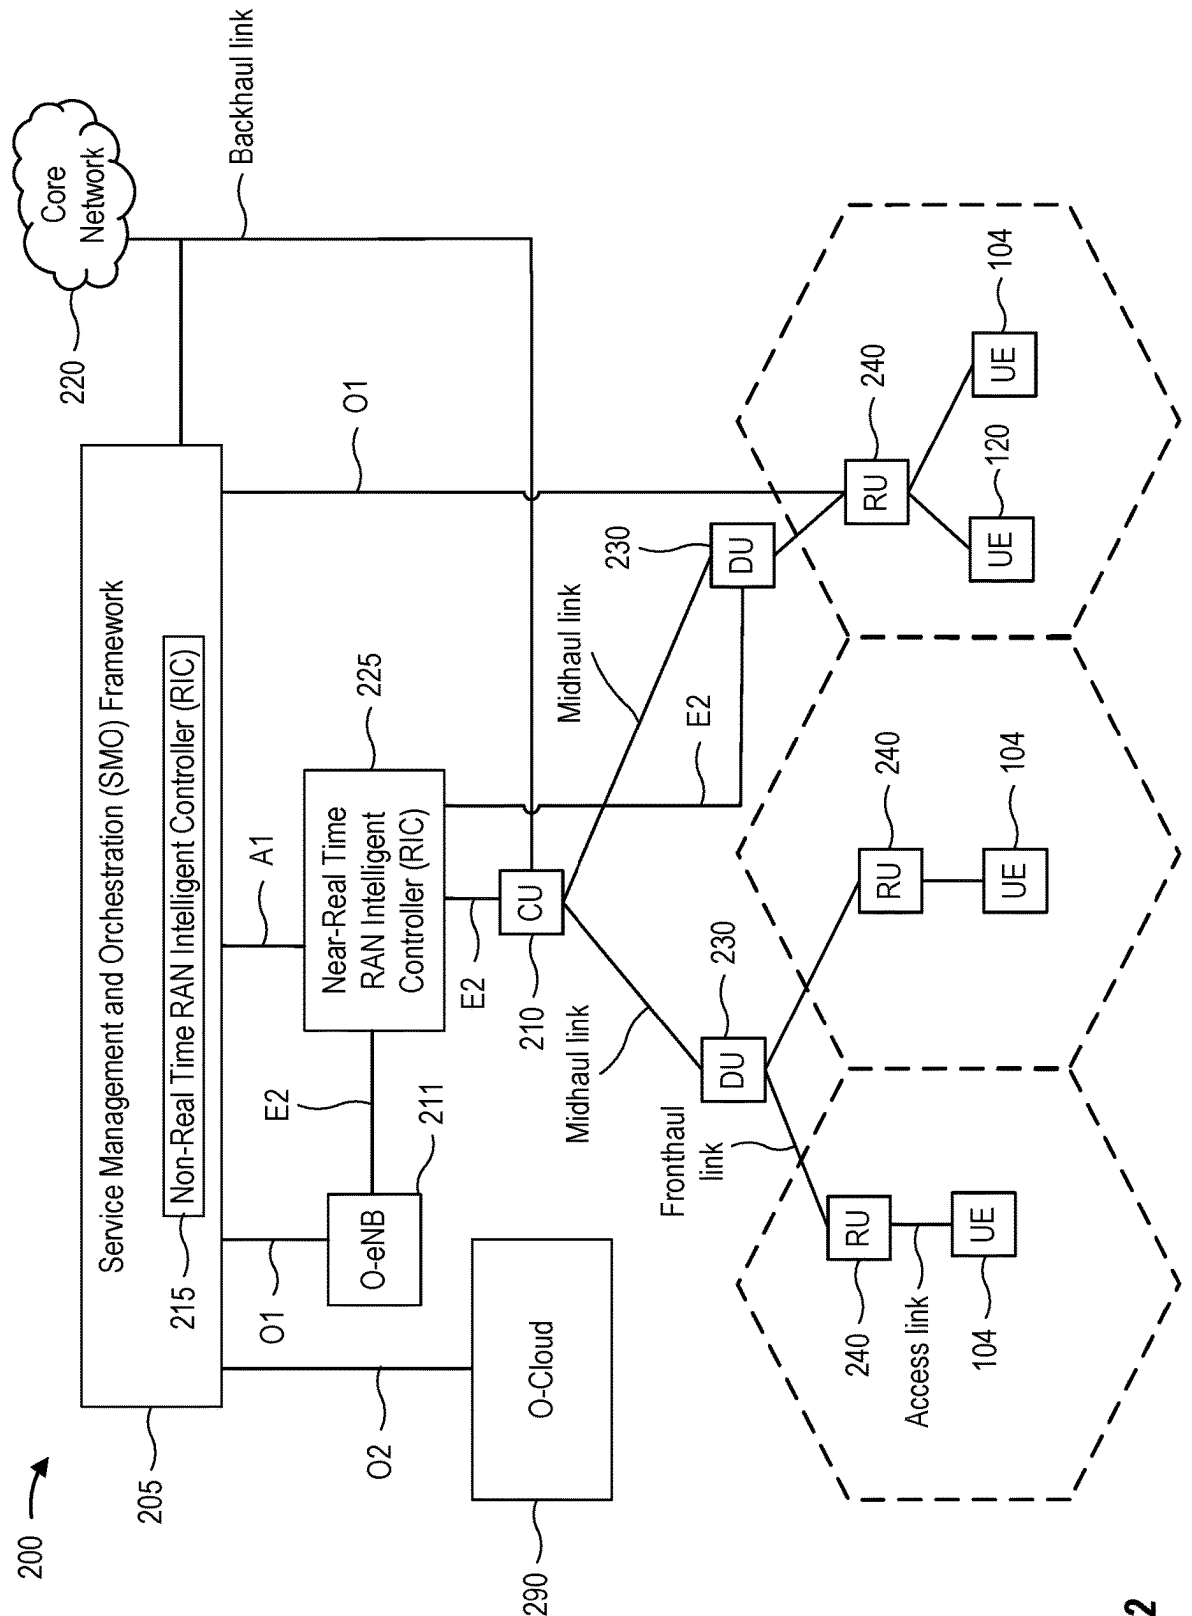 200
205
Service Management and Orchestration (SMO) Framework
215
Non-Real Time RAN Intelligent Controller (RIC)
220
Core
Network
Backhaul link
O2
O1
A1
O1
E2
211
O-eNB
Near-Real Time
RAN Intelligent
Controller (RIC)
225
290
O-Cloud
E2
210
CU
Midhaul link
Midhaul link
E2
230
DU
230
DU
Fronthaul
link
240
RU
Access link
104
UE
RU
240
UE
104
RU
240
UE
120
UE
104
2